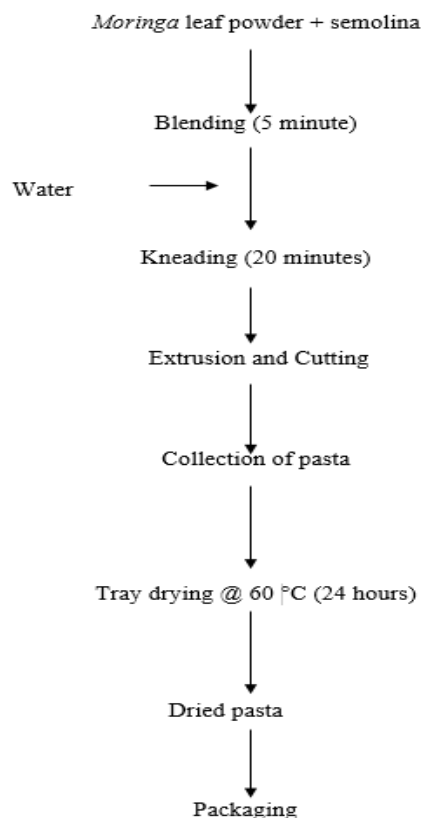 Moringa leaf powder + semolina
Blending (5 minute)
Water
Kneading (20 minutes)
Extrusion and Cutting
Collection of pasta
Tray drying @ 60 °C (24 hours)
Dried pasta
Packaging